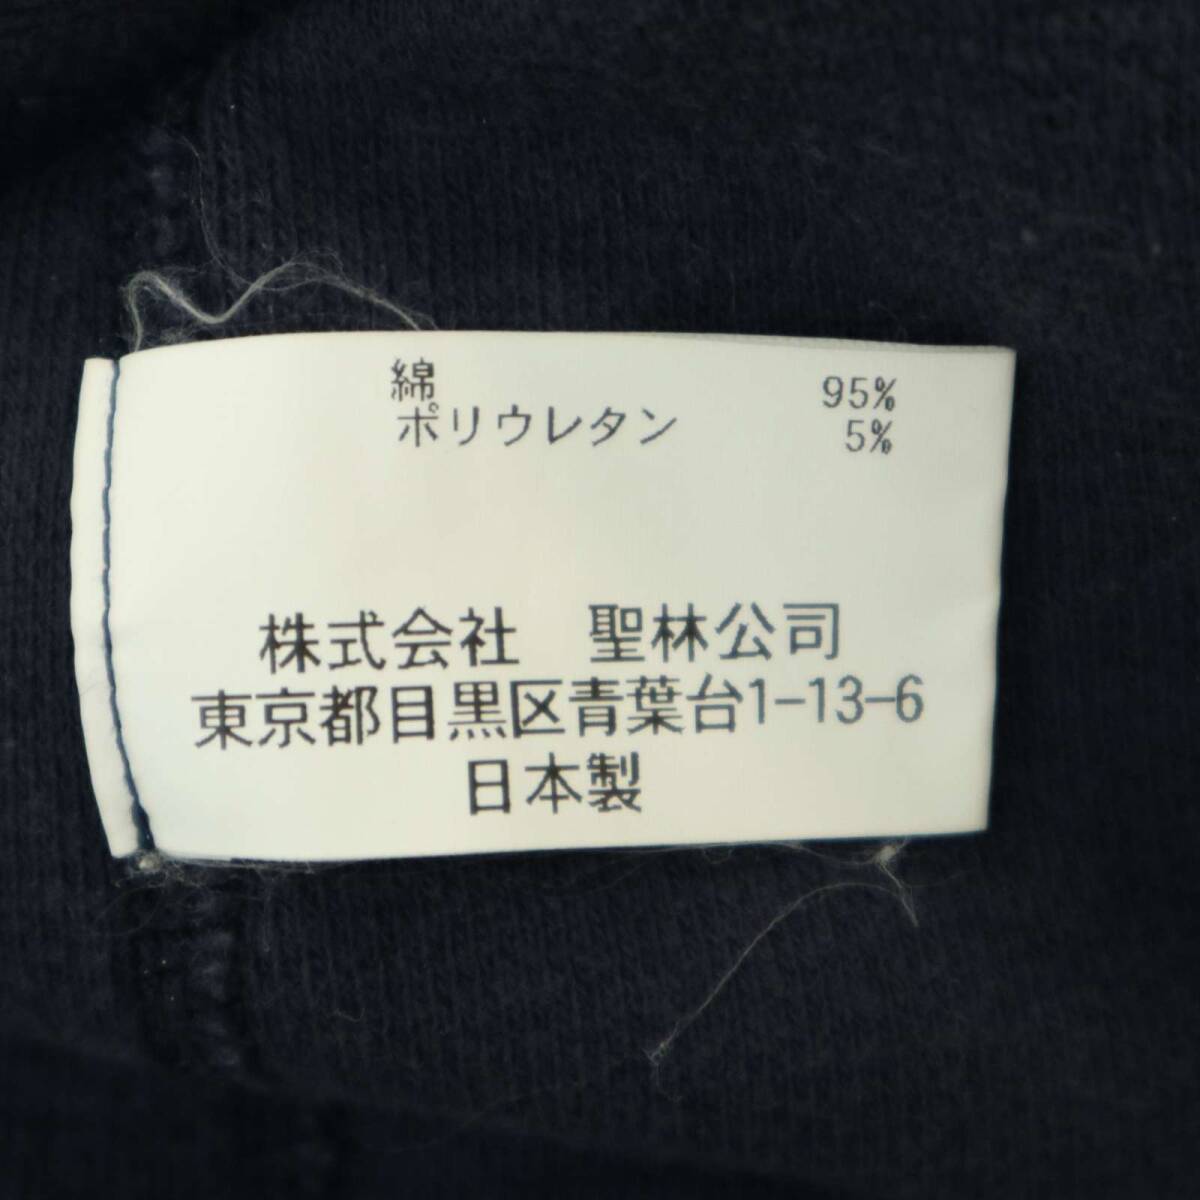 綿 95%
ポリウレタン 5%
株式会社 聖林公司
東京都目黒区青葉台1-13-6
日本製